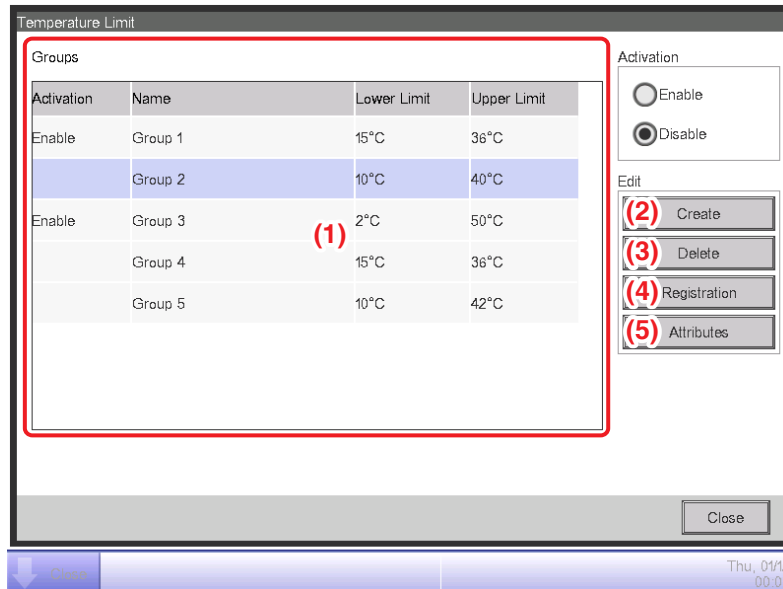 Temperature Limit
Groups
Activation Name Lower Limit Upper Limit
Enable Group 1 15°C 36°C
Group 2 10°C 40°C
Enable Group 3 2°C 50°C
(1)
Group 4 15°C 36°C
Group 5 10°C 42°C
Activation
Enable
Disable
Edit
(2) Create
(3) Delete
(4) Registration
(5) Attributes
Close
Close
Thu, 01/1
00:0